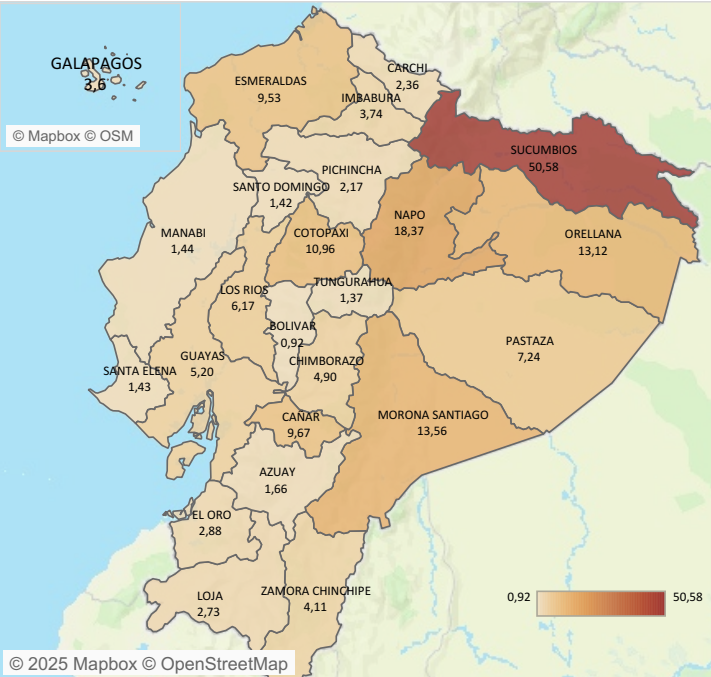 GALAPAGOS
3,6
© Mapbox © OSM
CARCHI
2,36
ESMERALDAS
9,53
IMBABURA
3,74
SUCUMBIOS
50,58
PICHINCHA
2,17
SANTO DOMINGO
1,42
NAPO
18,37
MANABI
1,44
COTOPAXI
10,96
ORELLANA
13,12
TUNGURAHUA
1,37
LOS RIOS
6,17
BOLIVAR
0,92
PASTAZA
7,24
GUAYAS
5,20
CHIMBORAZO
4,90
SANTA ELENA
1,43
CAÑAR
9,67
MORONA SANTIAGO
13,56
AZUAY
1,66
EL ORO
2,88
ZAMORA CHINCHIPE
4,11
LOJA
2,73
0,92
50,58
© 2025 Mapbox © OpenStreetMap